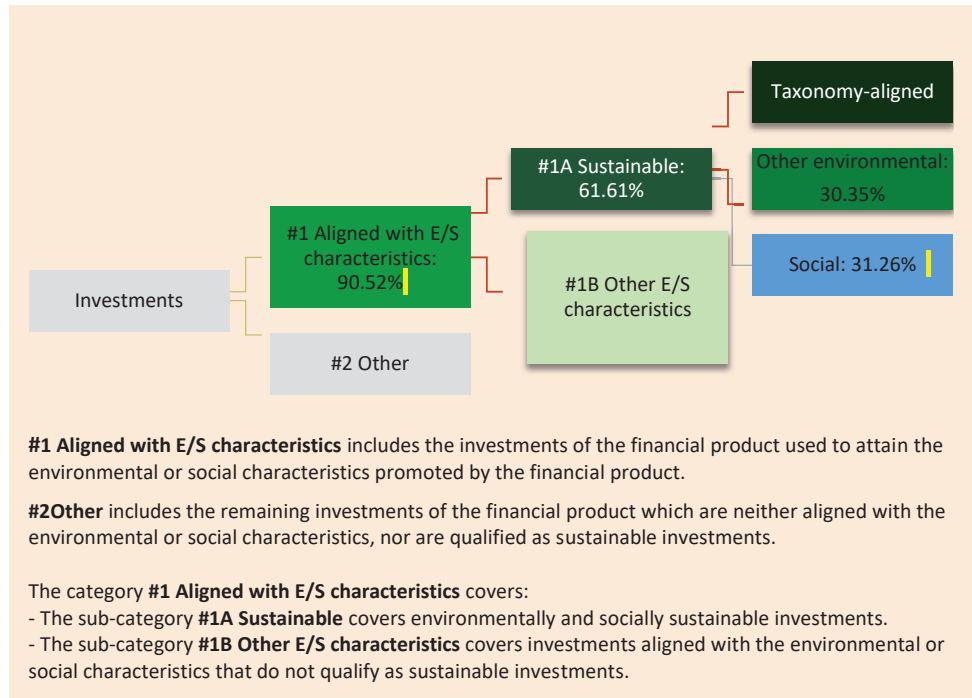 Taxonomy-aligned
#1A Sustainable:
61.61%
Other environmental:
30.35%
#1 Aligned with E/S
characteristics:
90.52%
Social: 31.26%
#1B Other E/S
characteristics
Investments
#2 Other
#1 Aligned with E/S characteristics includes the investments of the financial product used to attain the
environmental or social characteristics promoted by the financial product.
#2Other includes the remaining investments of the financial product which are neither aligned with the
environmental or social characteristics, nor are qualified as sustainable investments.
The category #1 Aligned with E/S characteristics covers:
- The sub-category #1A Sustainable covers environmentally and socially sustainable investments.
- The sub-category #1B Other E/S characteristics covers investments aligned with the environmental or
social characteristics that do not qualify as sustainable investments.